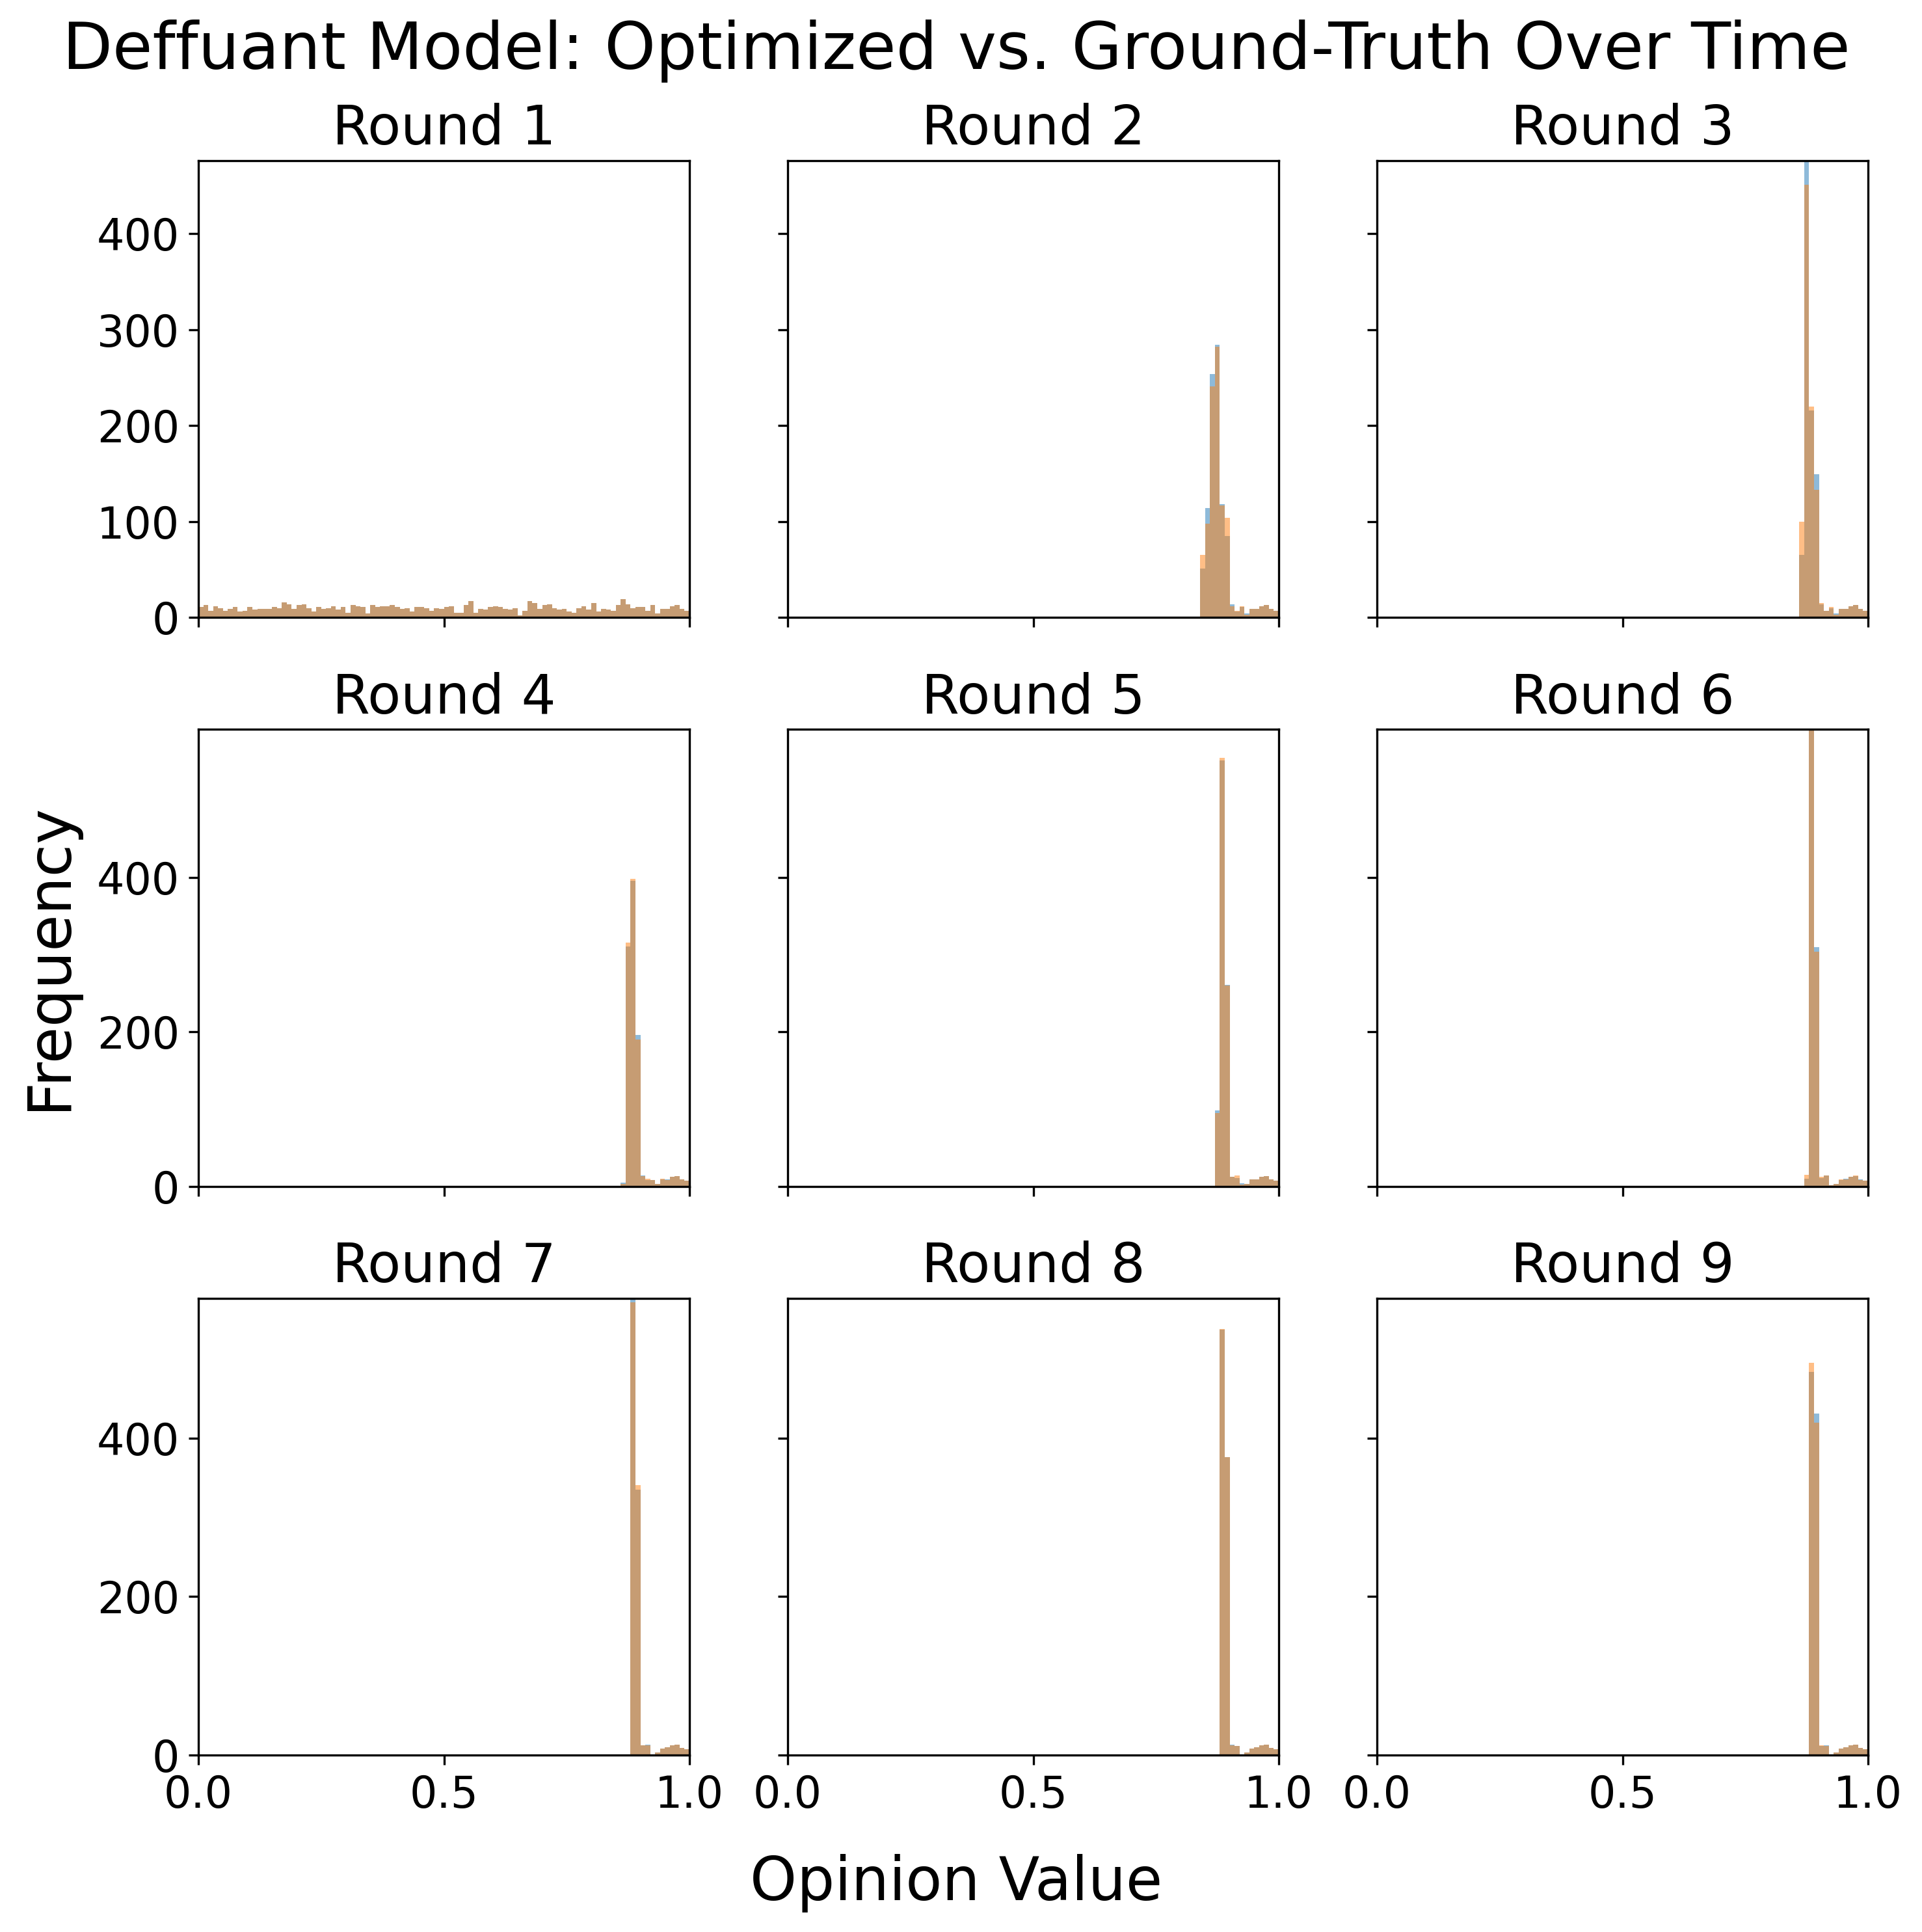 Deffuant Model: Optimized vs. Ground-Truth Over Time
Round 1 Round 2 Round 3
400
300
200
100
0
Round 4 Round 5 Round 6
Frequency
400
200
0
Round 7 Round 8 Round 9
400
200
0
0.0 0.5 1.0 0.0 0.5 1.0 0.0 0.5 1.0
Opinion Value